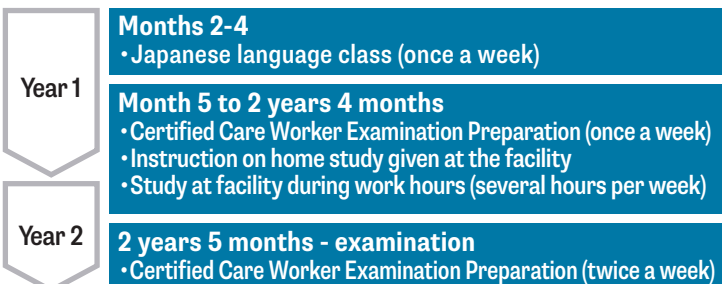 Year 1
Months 2-4
・Japanese language class (once a week)
Month 5 to 2 years 4 months
・Certified Care Worker Examination Preparation (once a week)
・Instruction on home study given at the facility
・Study at facility during work hours (several hours per week)
Year 2
2 years 5 months - examination
・Certified Care Worker Examination Preparation (twice a week)